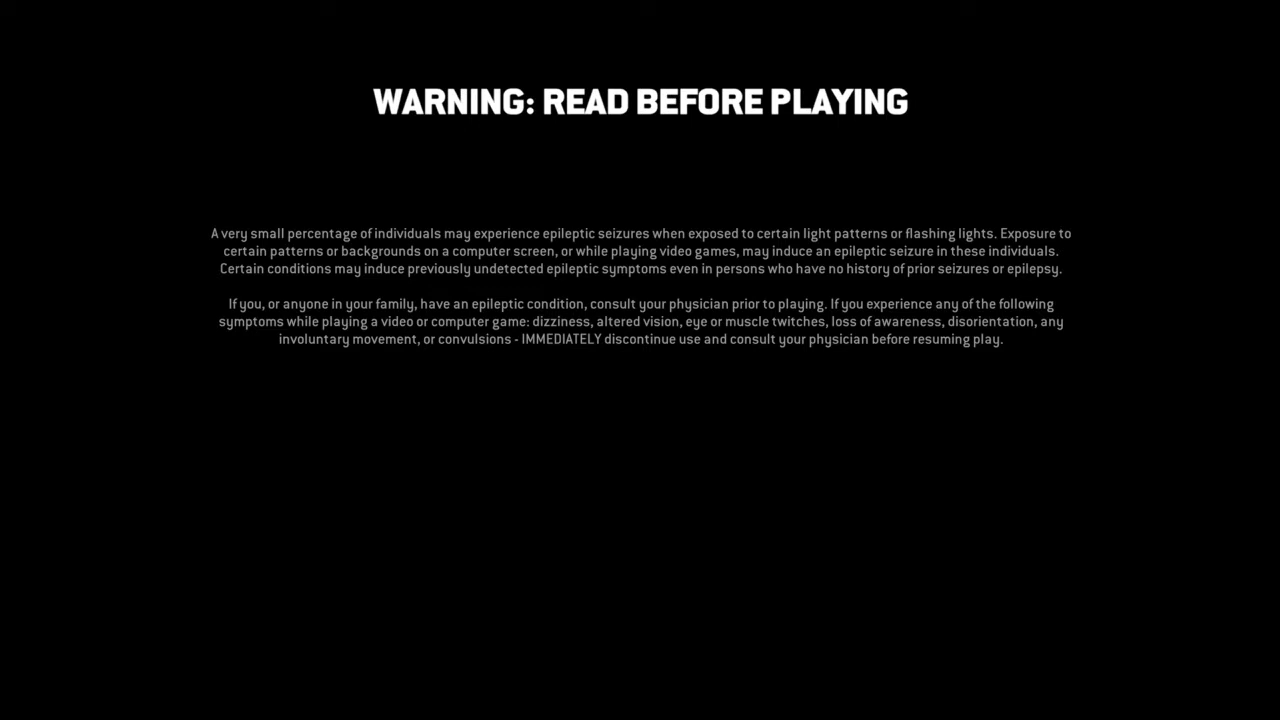 WARNING: READ BEFORE PLAYING
A very small percentage of individuals may experience epileptic seizures when exposed to certain light patterns or flashing lights. Exposure to
certain patterns or backgrounds on a computer screen, or while playing video games, may induce an epileptic seizure in these individuals.
Certain conditions may induce previously undetected epileptic symptoms even in persons who have no history of prior seizures or epilepsy.
If you, or anyone in your family, have an epileptic condition, consult your physician prior to playing. If you experience any of the following
symptoms while playing a video or computer game: dizziness, altered vision, eye or muscle twitches, loss of awareness, disorientation, any
involuntary movement, or convulsions - IMMEDIATELY discontinue use and consult your physician before resuming play.